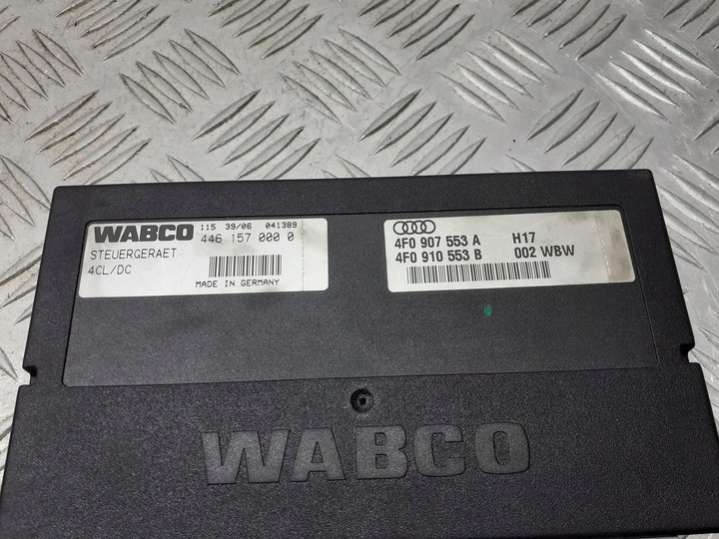 WABCO 115 39/06 041389
446 157 000 0
STEUERGERAET
4CL/DC
MADE IN GERMANY
4F0 907 553 A H17
4F0 910 553 B 002 WBW
WABCO